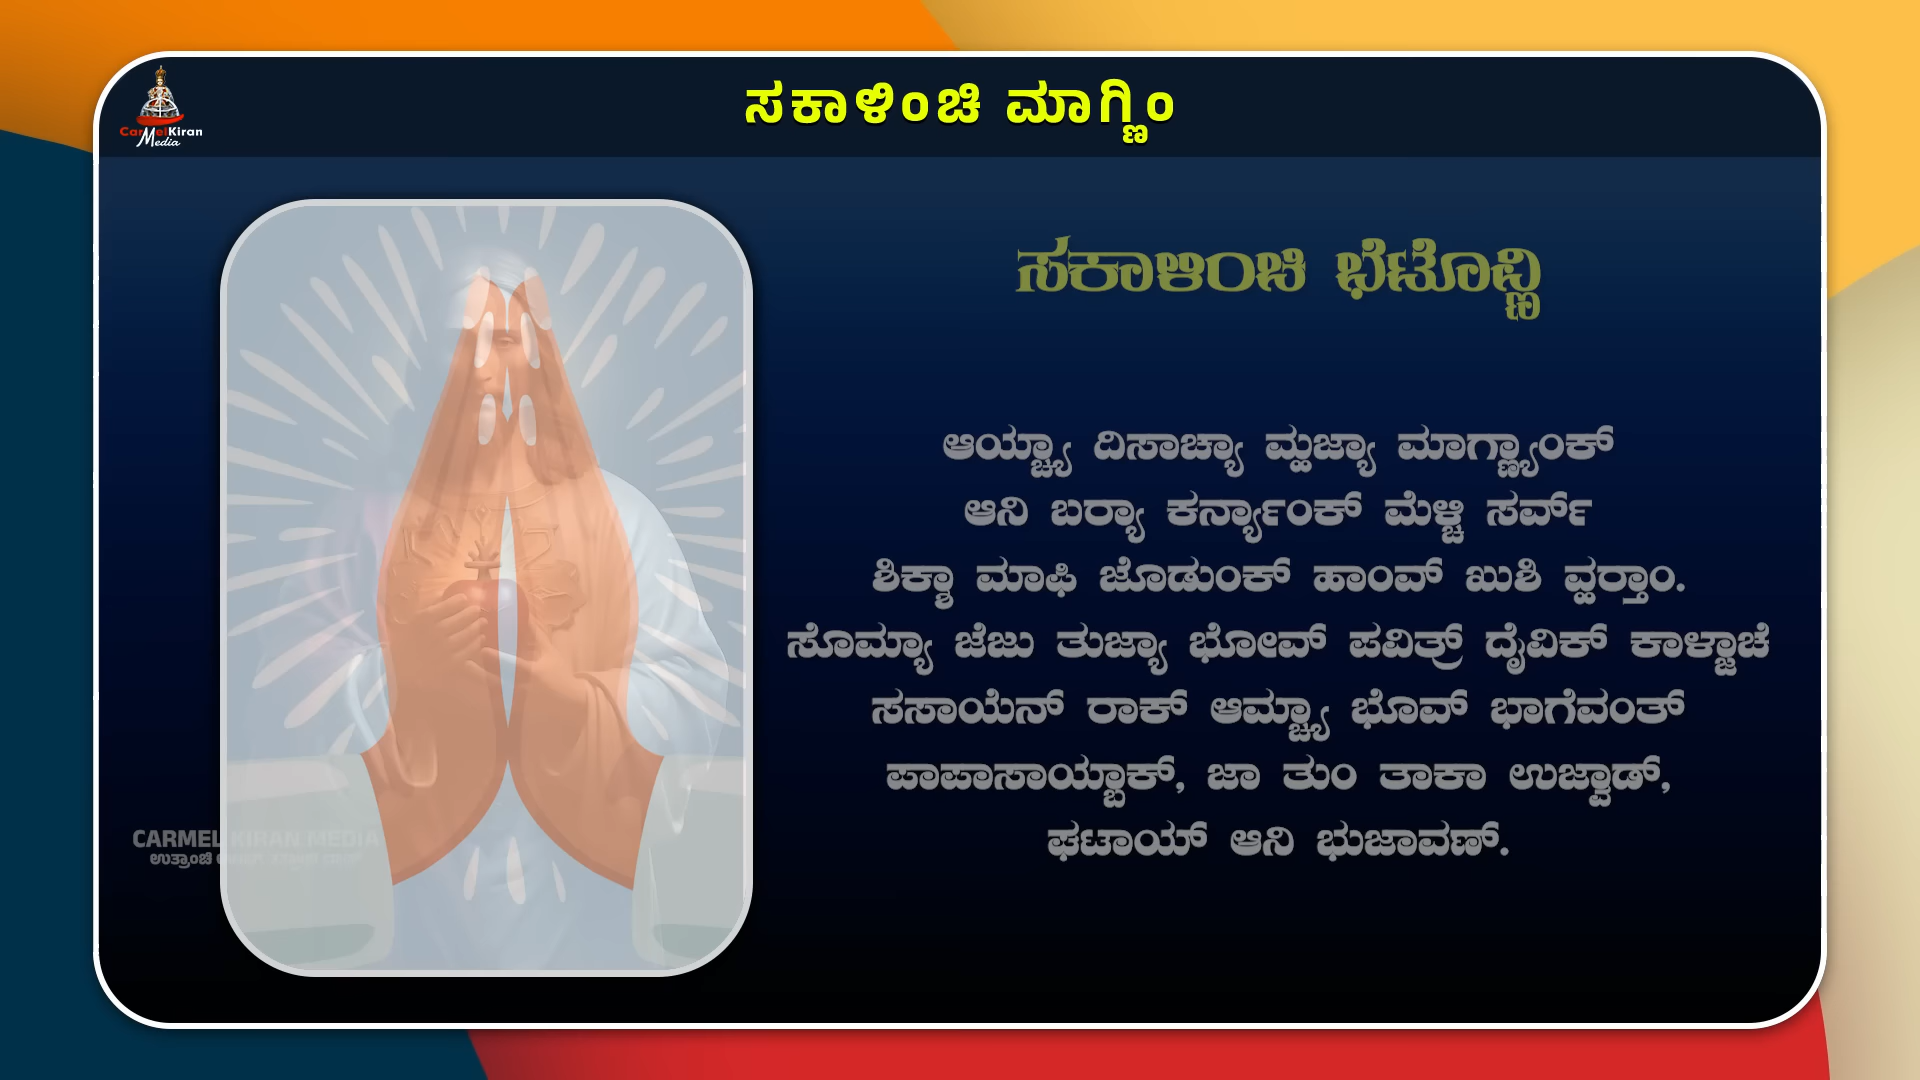 CarmelKiran
Media
ಸಕಾಳಿಂಚಿ ಮಾಗ್ಣಿಂ
ಸಕಾಳಿಂಚಿ ಭೆಟೊವ್ಣಿ
ಆಯ್ಚ್ಯಾ ದಿಸಾಚ್ಯಾ ಮ್ಹಜ್ಯಾ ಮಾಗ್ಣ್ಯಾಂಕ್
ಆನಿ ಬರ‍್ಯಾ ಕರ್ನ್ಯಾಂಕ್ ಮೆಳ್ಚಿ ಸರ್ವ್
ಶಿಕ್ಶಾ ಮಾಫಿ ಜೊಡುಂಕ್ ಹಾಂವ್ ಖುಶಿ ವ್ಹರ‍್ತಾಂ.
ಸೊಮ್ಯಾ ಜೆಜು ತುಜ್ಯಾ ಭೋವ್ ಪವಿತ್ರ್ ದೈವಿಕ್ ಕಾಳ್ಜಾಚೆ
ಸಸಾಯೆನ್ ರಾಕ್ ಆಮ್ಚ್ಯಾ ಭೊವ್ ಭಾಗೆವಂತ್
ಪಾಪಾಸಾಯ್ಬಾಕ್, ಜಾ ತುಂ ತಾಕಾ ಉಜ್ವಾಡ್,
ಘಟಾಯ್ ಆನಿ ಭುಜಾವಣ್.
CARMEL KIRAN MEDIA